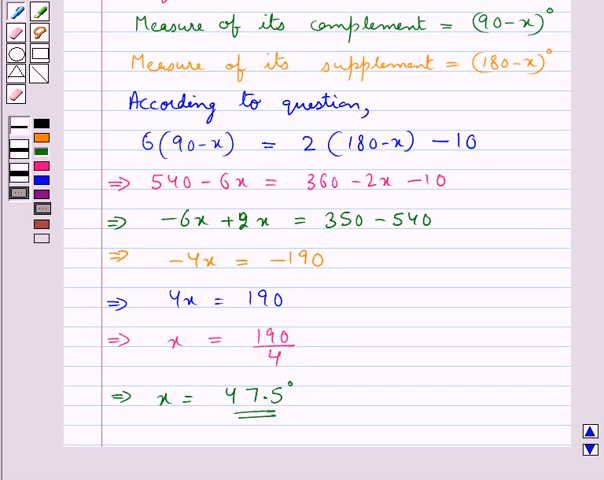 Measure of its complement = (90-x)°
Measure of its supplement = (180-x)°
According to question,
6(90-x) = 2(180-x) -10
⇒ 540-6x = 360-2x-10
⇒ -6x+2x = 350-540
⇒ -4x = -190
⇒ 4x = 190
⇒ x = 190/4
⇒ x = 47.5°